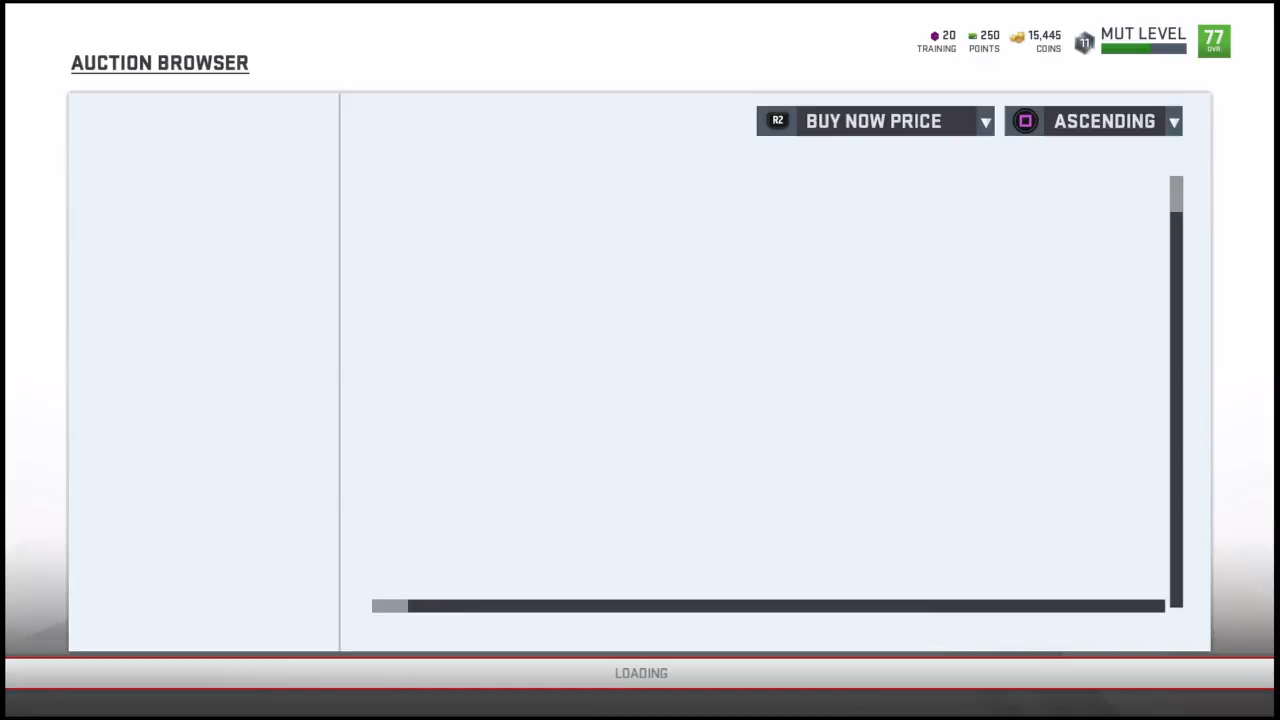 20 250 15,445 11 MUT LEVEL 77
TRAINING POINTS COINS OVR
AUCTION BROWSER
R2 BUY NOW PRICE ASCENDING
LOADING